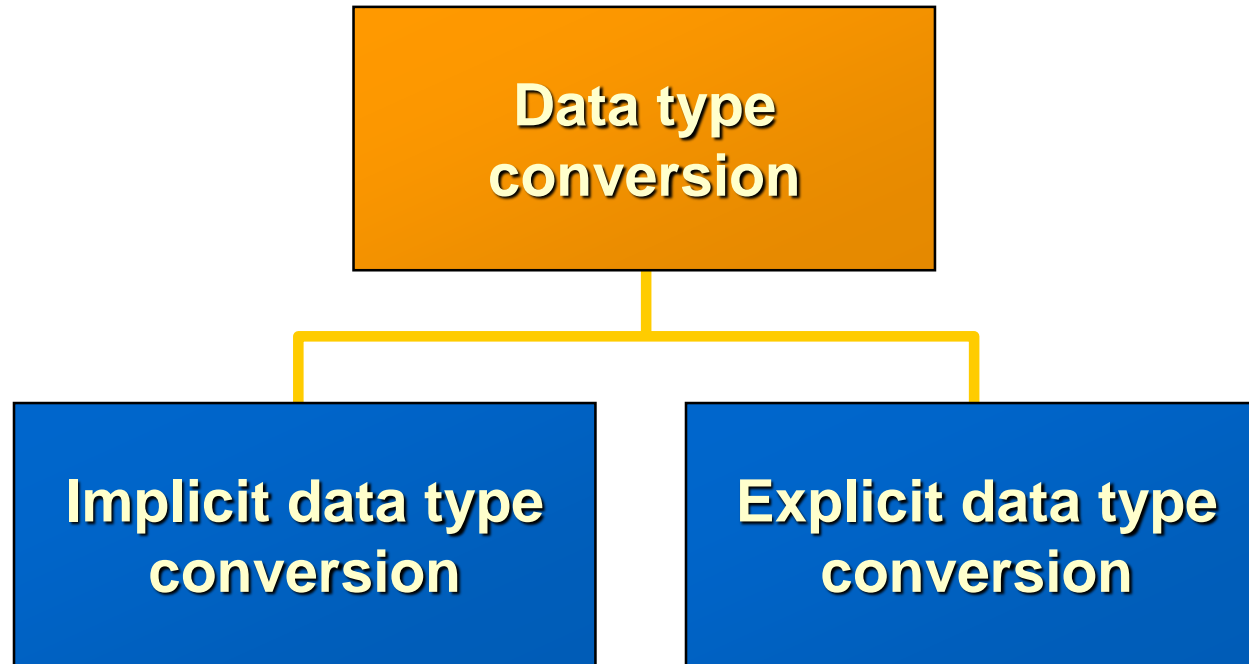 Data type
conversion
Implicit data type
conversion
Explicit data type
conversion